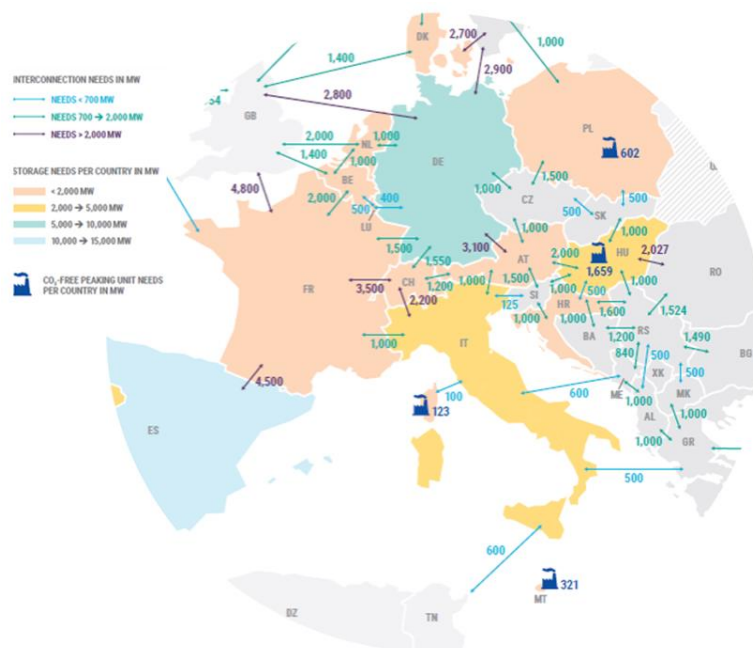 INTERCONNECTION NEEDS IN MW
NEEDS < 700 MW
NEEDS 700 → 2,000 MW
NEEDS > 2,000 MW
STORAGE NEEDS PER COUNTRY IN MW
< 2,000 MW
2,000 → 5,000 MW
5,000 → 10,000 MW
10,000 → 15,000 MW
CO₂-FREE PEAKING UNIT NEEDS
PER COUNTRY IN MW
DK
2,700
1,000
1,400
2,900
2,800
GB
PL
602
2,000
NL
1,000
DE
1,400
1,000
BE
1,500
1,000
CZ
4,800
2,000
500
400
LU
500
SK
500
1,000
1,000
3,100
1,500
1,550
AT
2,000
HU
1,659
2,027
FR
3,500
CH
1,200
1,000
1,500
1,000
500
1,000
RO
2,200
125
SI
HR
1,600
1,524
1,000
IT
1,000
1,000
BA
1,200
RS
1,490
840
500
BG
4,500
XK
500
100
600
ME
MK
1,000
123
AL
1,000
ES
1,000
GR
500
600
321
MT
DZ
TN